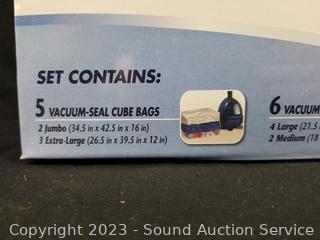 SET CONTAINS:
5 VACUUM-SEAL CUBE BAGS
2 Jumbo (34.5 in x 42.5 in x 16 in)
3 Extra-Large (26.5 in x 39.5 in x 12 in)
6 VACUUM
4 Large (21.5
2 Medium (18
Copyright 2023 - Sound Auction Service